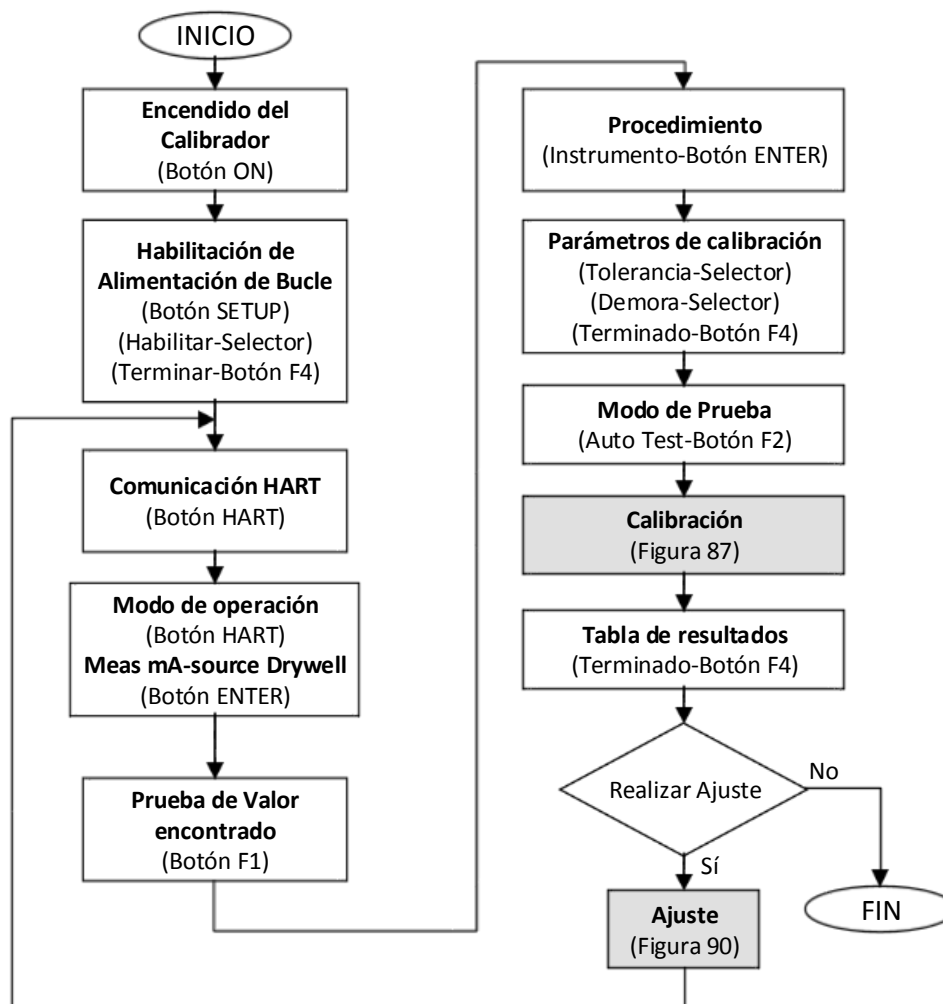 INICIO
Encendido del
Calibrador
(Botón ON)
Habilitación de
Alimentación de Bucle
(Botón SETUP)
(Habilitar-Selector)
(Terminar-Botón F4)
Comunicación HART
(Botón HART)
Modo de operación
(Botón HART)
Meas mA-source Drywell
(Botón ENTER)
Prueba de Valor
encontrado
(Botón F1)
Procedimiento
(Instrumento-Botón ENTER)
Parámetros de calibración
(Tolerancia-Selector)
(Demora-Selector)
(Terminado-Botón F4)
Modo de Prueba
(Auto Test-Botón F2)
Calibración
(Figura 87)
Tabla de resultados
(Terminado-Botón F4)
Realizar Ajuste
No
Sí
Ajuste
(Figura 90)
FIN